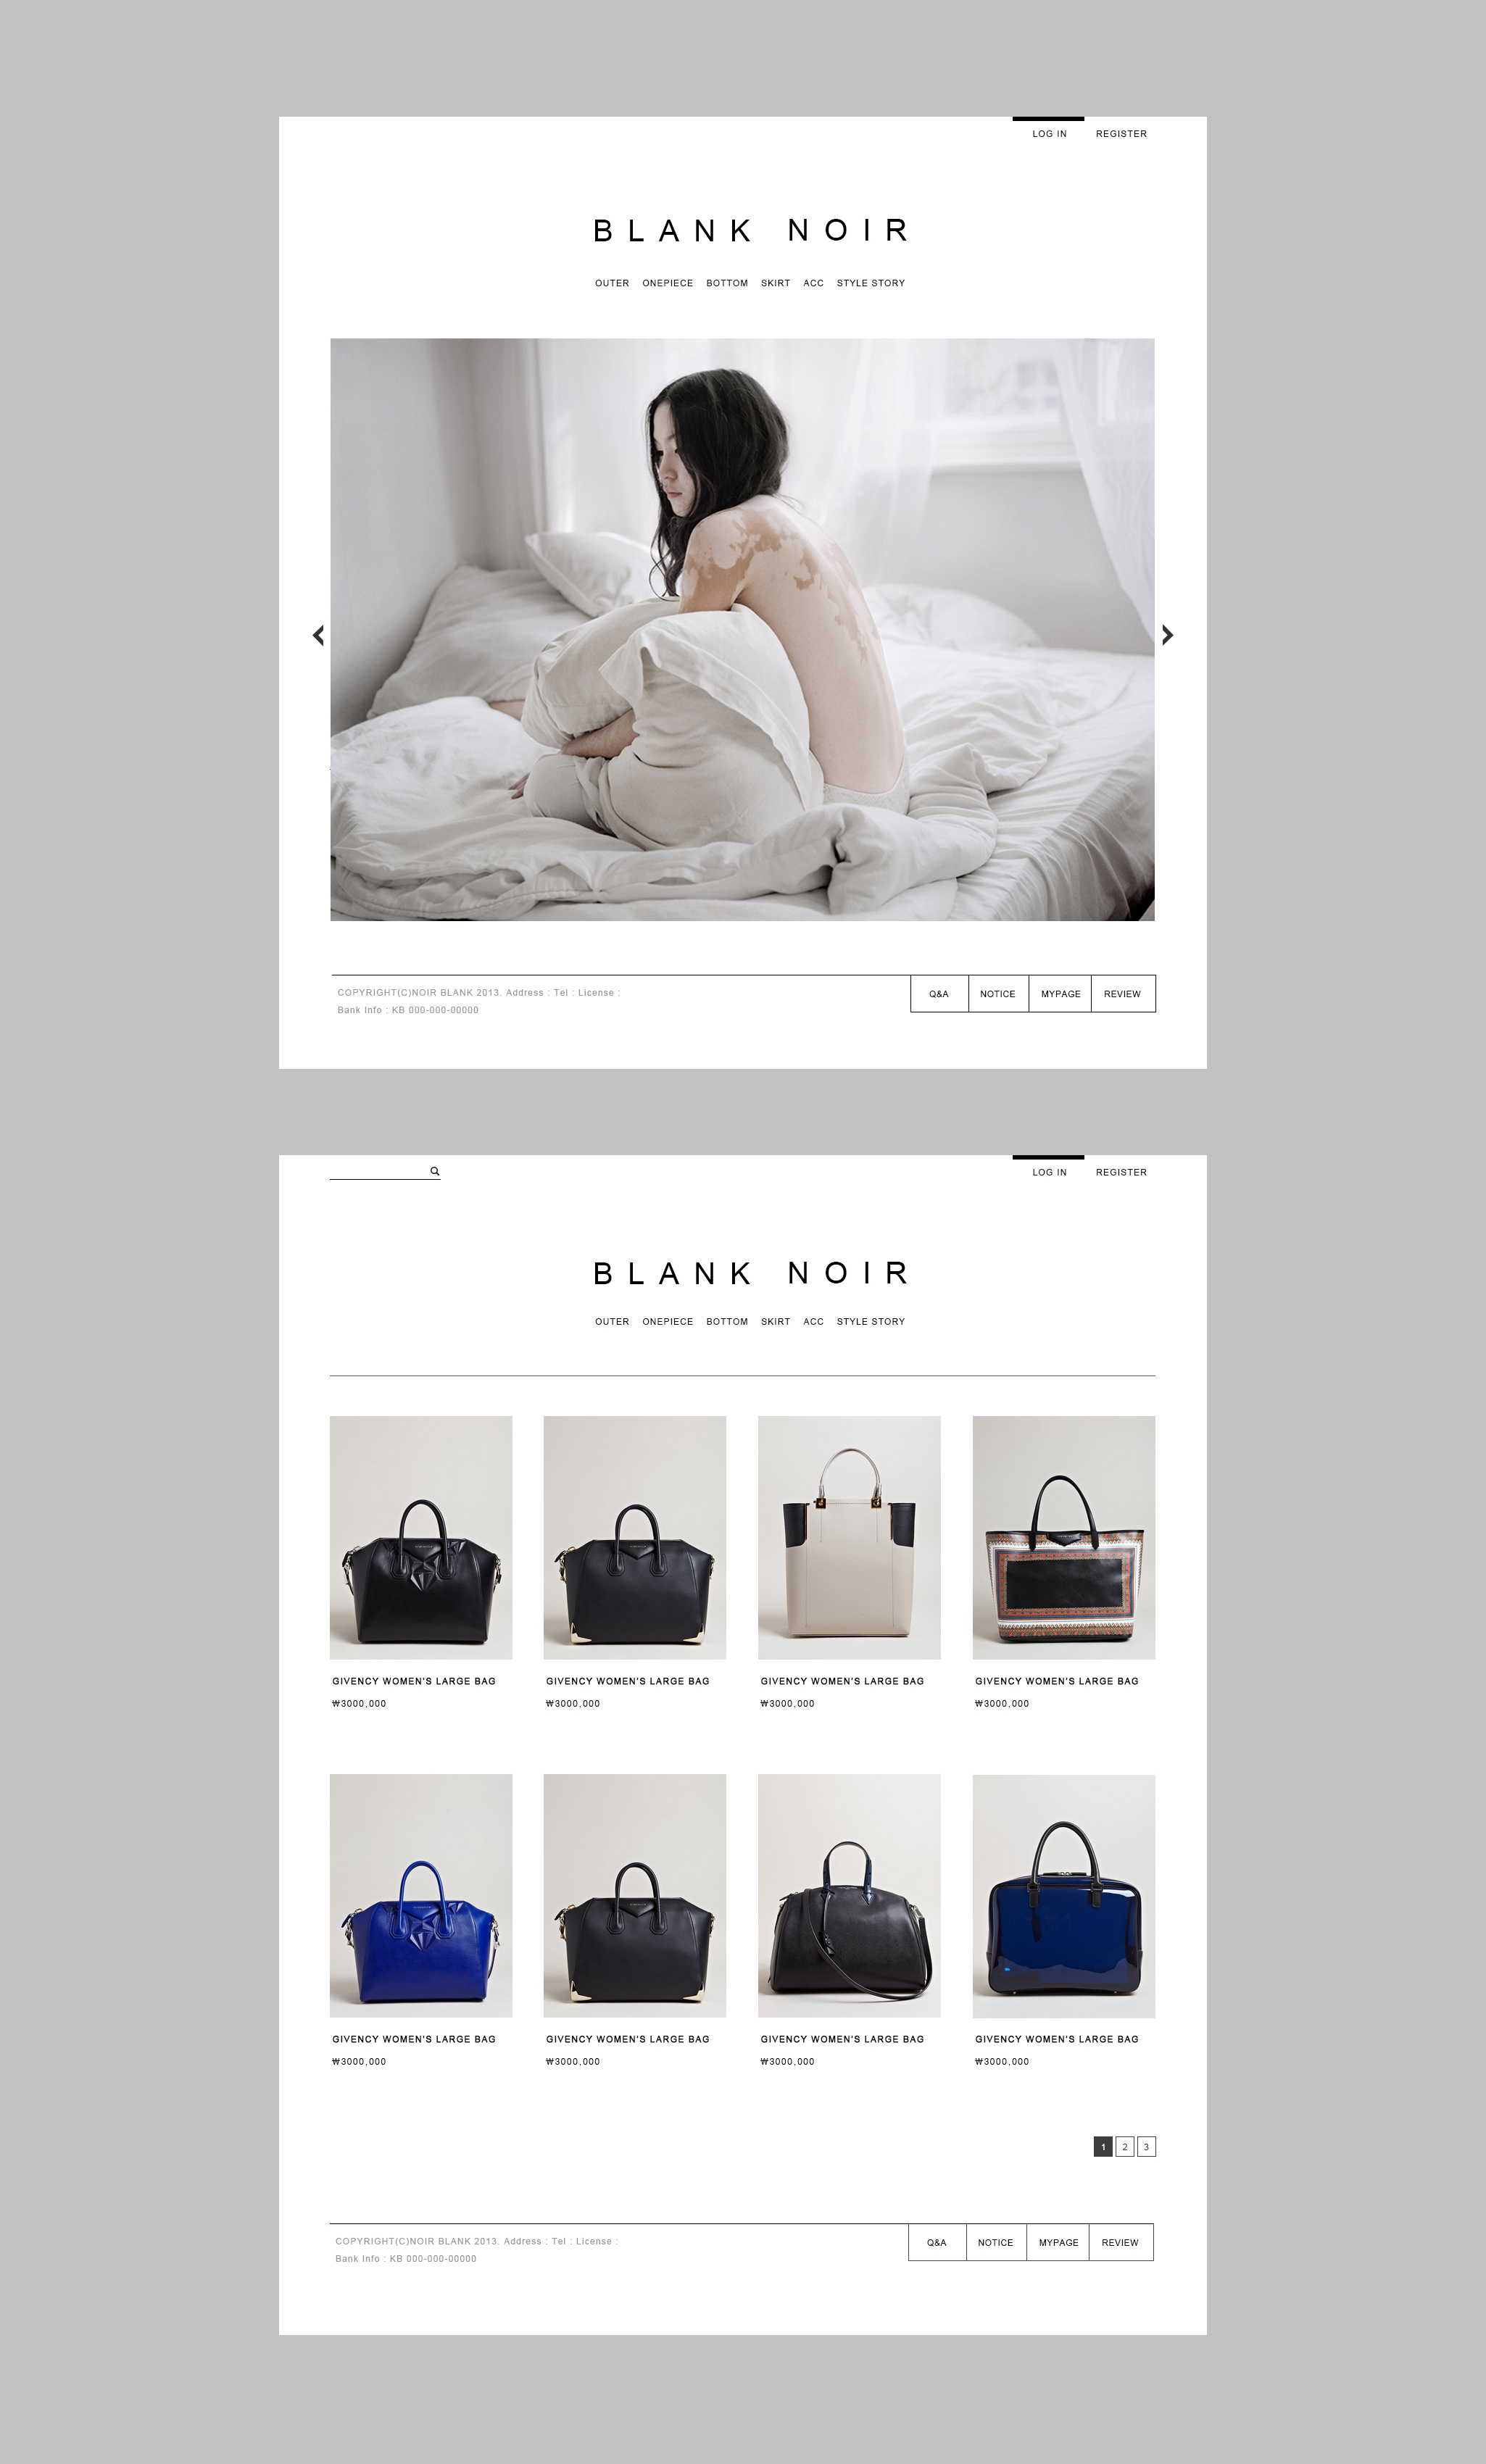 LOG IN REGISTER
BLANK NOIR
OUTER ONEPIECE BOTTOM SKIRT ACC STYLE STORY
COPYRIGHT(C)NOIR BLANK 2013. Address : Tel : License :
Bank Info : KB 000-000-00000
Q&A NOTICE MYPAGE REVIEW
LOG IN REGISTER
BLANK NOIR
OUTER ONEPIECE BOTTOM SKIRT ACC STYLE STORY
GIVENCY WOMEN'S LARGE BAG GIVENCY WOMEN'S LARGE BAG GIVENCY WOMEN'S LARGE BAG GIVENCY WOMEN'S LARGE BAG
₩3000,000 ₩3000,000 ₩3000,000 ₩3000,000
GIVENCY WOMEN'S LARGE BAG GIVENCY WOMEN'S LARGE BAG GIVENCY WOMEN'S LARGE BAG GIVENCY WOMEN'S LARGE BAG
₩3000,000 ₩3000,000 ₩3000,000 ₩3000,000
1 2 3
COPYRIGHT(C)NOIR BLANK 2013. Address : Tel : License :
Bank Info : KB 000-000-00000
Q&A NOTICE MYPAGE REVIEW